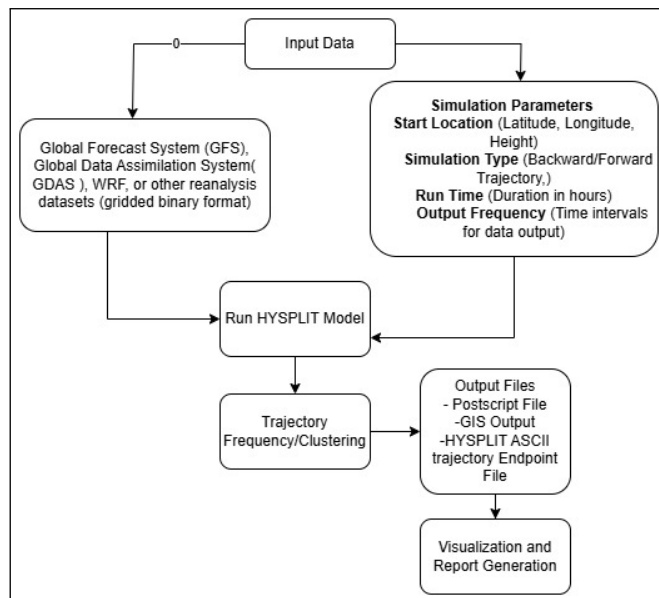 Input Data
0
Global Forecast System (GFS),
Global Data Assimilation System(
GDAS ), WRF, or other reanalysis
datasets (gridded binary format)
Simulation Parameters
Start Location (Latitude, Longitude,
Height)
Simulation Type (Backward/Forward
Trajectory,)
Run Time (Duration in hours)
Output Frequency (Time intervals
for data output)
Run HYSPLIT Model
Trajectory
Frequency/Clustering
Output Files
- Postscript File
-GIS Output
-HYSPLIT ASCII
trajectory Endpoint
File
Visualization and
Report Generation